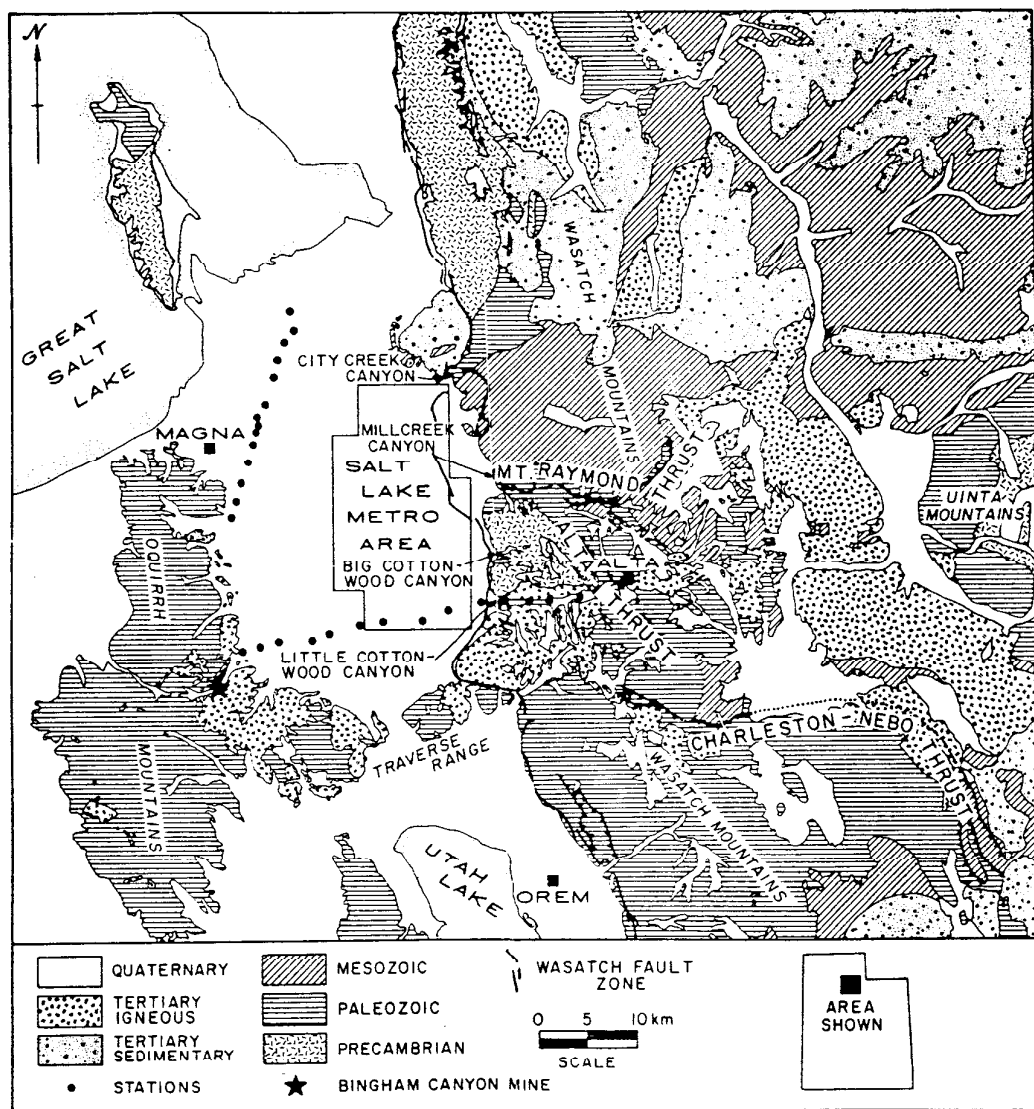 N
GREAT
SALT
LAKE
MAGNA
CITY CREEK
CANYON
MILLCREEK
CANYON
SALT
LAKE
METRO
AREA
BIG COTTON-
WOOD CANYON
LITTLE COTTON-
WOOD CANYON
WASATCH
MOUNTAINS
MT. RAYMOND
THRUST
ALTA
THRUST
ALTA
UINTA
MOUNTAINS
OQUIRRH
MOUNTAINS
TRAVERSE
RANGE
CHARLESTON-NEBO
THRUST
WASATCH MOUNTAINS
UTAH
LAKE
OREM
QUATERNARY
TERTIARY
IGNEOUS
TERTIARY
SEDIMENTARY
STATIONS
MESOZOIC
PALEOZOIC
PRECAMBRIAN
BINGHAM CANYON MINE
WASATCH FAULT
ZONE
0 5 10 km
SCALE
AREA
SHOWN